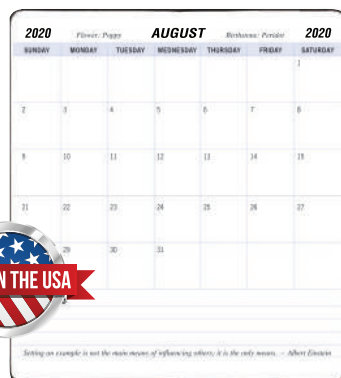 2020 Flower: Poppy AUGUST Birthstone: Peridot 2020
SUNDAY MONDAY TUESDAY WEDNESDAY THURSDAY FRIDAY SATURDAY
1
2 3 4 5 6 7 8
9 10 11 12 13 14 15
21 22 23 24 25 26 27
29 30 31
N THE USA
Setting an example is not the main means of influencing others; it is the only means. – Albert Einstein